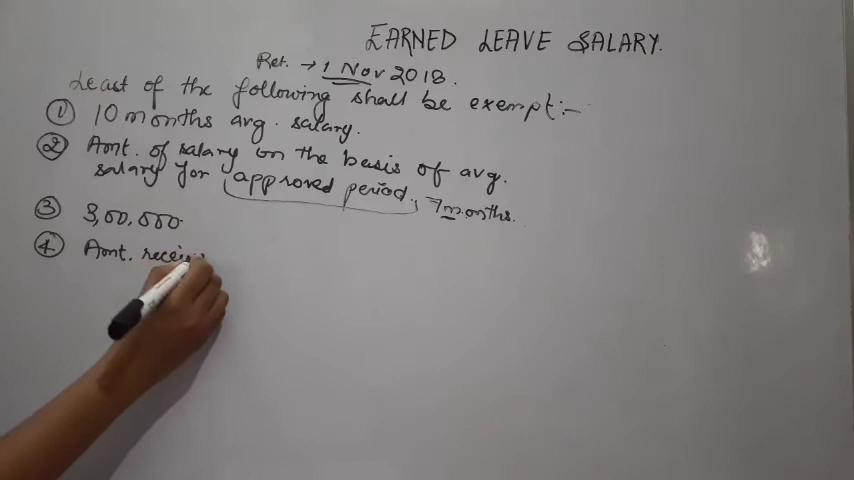 EARNED LEAVE SALARY.
Ret. → 1 Nov 2018.
Least of the following shall be exempt:-
① 10 months avg. salary.
② Amt. of salary on the basis of avg.
salary for approved period. 7 months.
③ 3,00,000
④ Amt. receiv